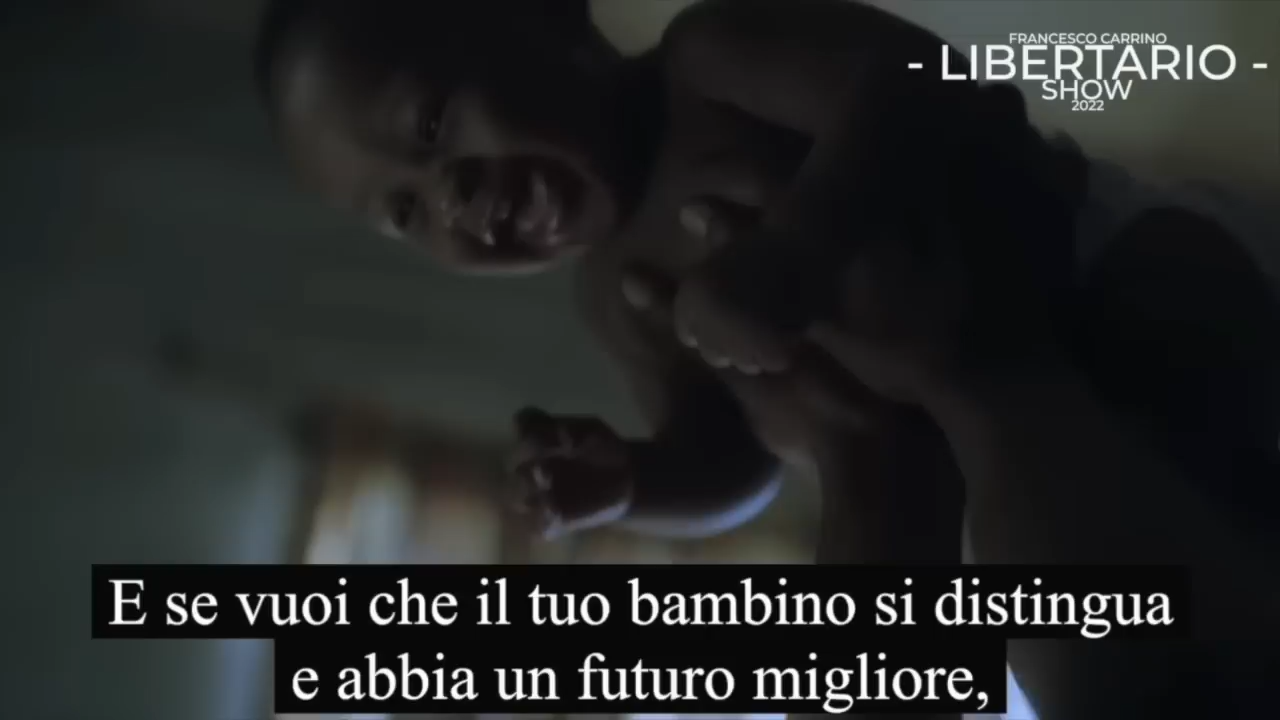 FRANCESCO CARRINO
- LIBERTARIO -
SHOW
2022
E se vuoi che il tuo bambino si distingua
e abbia un futuro migliore,